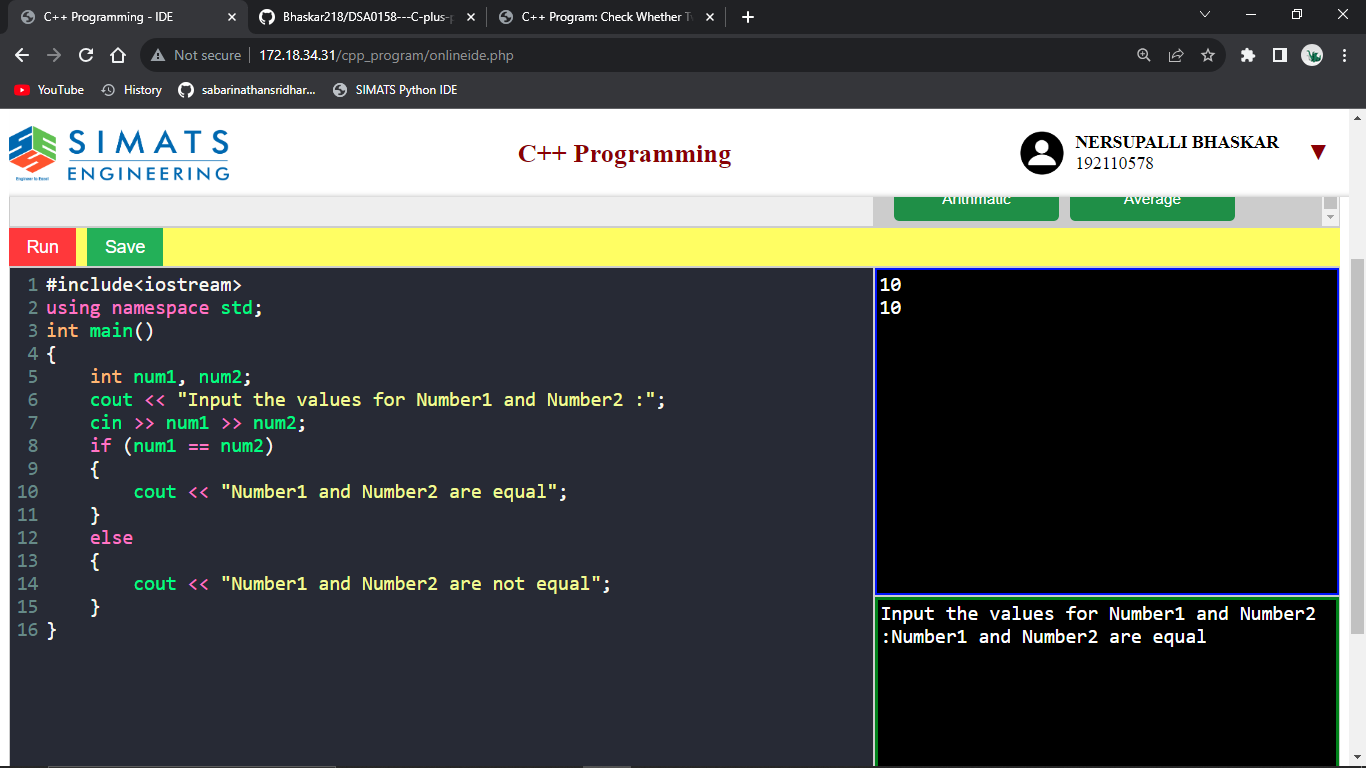 C++ Programming - IDE
Bhaskar218/DSA0158---C-plus-p
C++ Program: Check Whether Tw
Not secure
172.18.34.31/cpp_program/onlineide.php
YouTube
History
sabarinathansridhar...
SIMATS Python IDE
SIMATS
ENGINEERING
Engineer to Excel
C++ Programming
NERSUPALLI BHASKAR
192110578
Arithmatic
Average
Run
Save
1 #include<iostream>
2 using namespace std;
3 int main()
4 {
5     int num1, num2;
6     cout << "Input the values for Number1 and Number2 :";
7     cin >> num1 >> num2;
8     if (num1 == num2)
9     {
10         cout << "Number1 and Number2 are equal";
11     }
12     else
13     {
14         cout << "Number1 and Number2 are not equal";
15     }
16 }
10
10
Input the values for Number1 and Number2
:Number1 and Number2 are equal